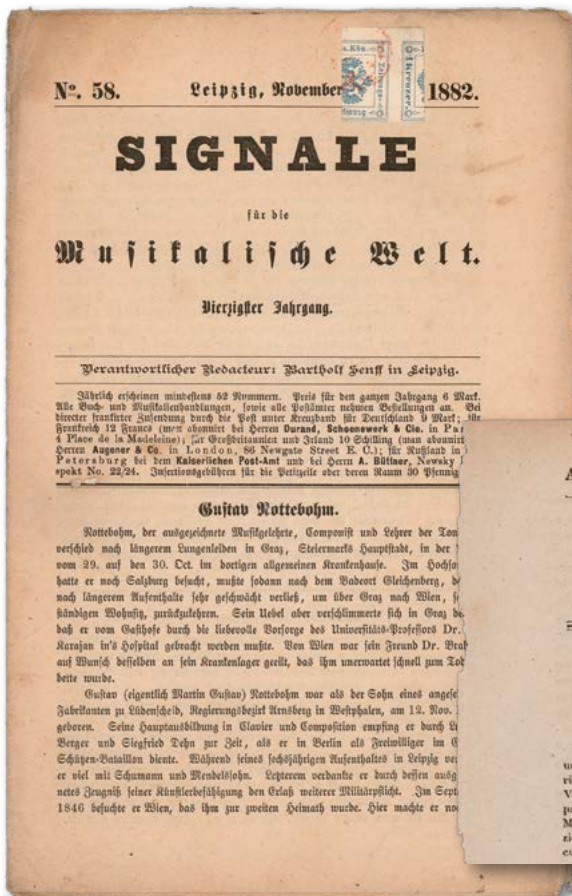 No. 58.
Leipzig, November
1882.
1 Kreuzer.
SIGNALE
für die
Musikalische Welt.
Vierzigster Jahrgang.
Verantwortlicher Redacteur: Bartholf Senff in Leipzig.
Jährlich erscheinen mindestens 52 Nummern. Preis für den ganzen Jahrgang 6 Mark.
Alle Buch- und Musikalienhandlungen, sowie alle Postämter nehmen Bestellungen an. Bei
directer frankirter Zusendung durch die Post unter Kreuzband für Deutschland 9 Mark; für
Frankreich 12 Francs (man abonnirt bei Herren Durand, Schoenewerk & Cie. in Par
4 Place de la Madeleine); für Großbritannien und Irland 10 Schilling (man abonnirt
Herren Augener & Co. in London, 86 Newgate Street E. C.); für Rußland in
Petersburg bei dem Kaiserlichen Post-Amt und bei Herrn A. Büttner, Newsky
spekt No. 22/24. Insertionsgebühren für die Petitzeile oder deren Raum 30 Pfennig
Gustav Nottebohm.
Nottebohm, der ausgezeichnete Musikgelehrte, Componist und Lehrer der Ton
verschied nach längerem Lungenleiden in Graz, Steiermarks Hauptstadt, in der
vom 29. auf den 30. Oct. im dortigen allgemeinen Krankenhause. Im Hochso
hatte er noch Salzburg besucht, mußte sodann nach dem Badeort Gleichenberg, d
nach längerem Aufenthalte sehr geschwächt verließ, um über Graz nach Wien, s
ständigen Wohnsitz, zurückzukehren. Sein Uebel aber verschlimmerte sich in Graz de
daß er vom Gasthofe durch die liebevolle Vorsorge des Universitäts-Professors Dr.
Karajan in's Hospital gebracht werden mußte. Von Wien war sein Freund Dr. Brah
auf Wunsch desselben an sein Krankenlager geeilt, das ihm unerwartet schnell zum Tod
bette wurde.
Gustav (eigentlich Martin Gustav) Nottebohm war als der Sohn eines angese
Fabrikanten zu Lüdenscheid, Regierungsbezirk Arnsberg in Westphalen, am 12. Nov.
geboren. Seine Hauptausbildung in Clavier und Composition empfing er durch L
Berger und Siegfried Dehn zur Zeit, als er in Berlin als Freiwilliger im G
Schützen-Bataillon diente. Während seines sechsjährigen Aufenthaltes in Leipzig ve
er viel mit Schumann und Mendelssohn. Letzterem verdankte er durch dessen ausg
netes Zeugniß seiner Künstlerbefähigung den Erlaß weiterer Militärpflicht. Im Sept
1846 besuchte er Wien, das ihm zur zweiten Heimath wurde. Hier machte er no